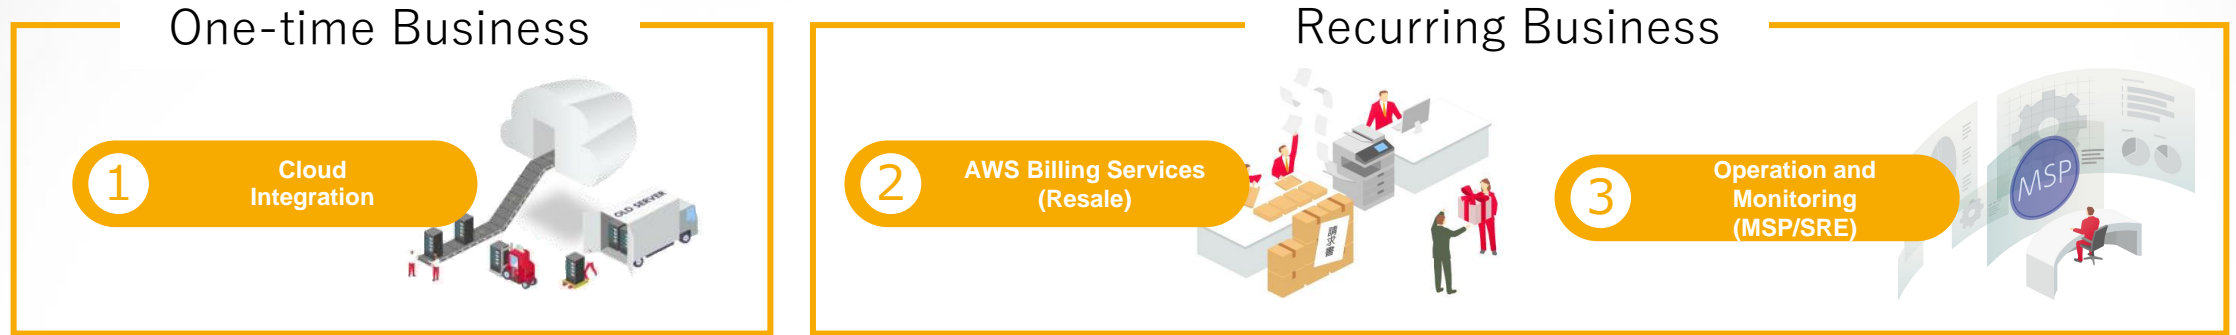 One-time Business
Recurring Business
1
Cloud
Integration
OLD SERVER
2
AWS Billing Services
(Resale)
請求書
3
Operation and
Monitoring
(MSP/SRE)
MSP